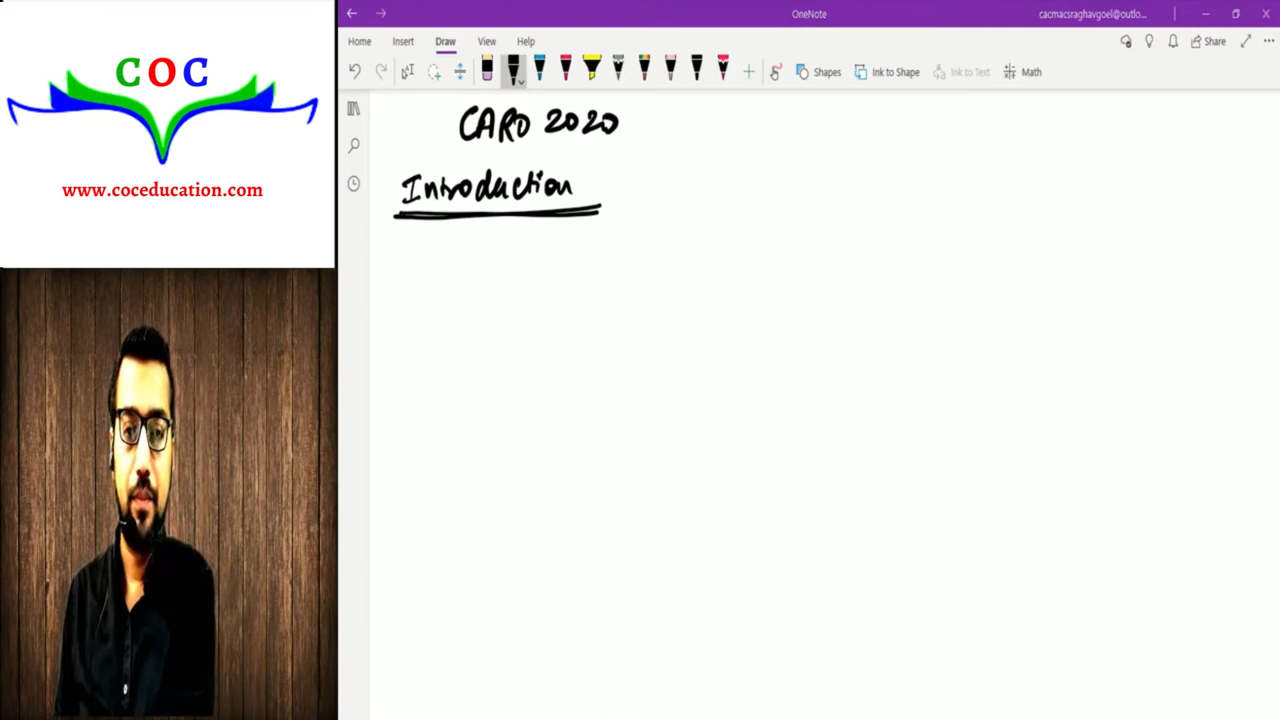 COC
www.coceducation.com
OneNote
cacmacsraghavgoel@outlo...
Home Insert Draw View Help
Share
Shapes Ink to Shape Ink to Text Math
CARO 2020
Introduction